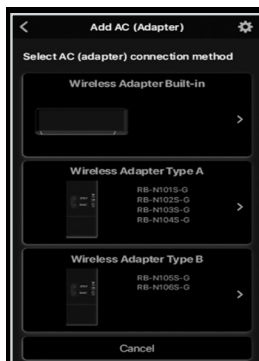 Add AC (Adapter)
Select AC (adapter) connection method
Wireless Adapter Built-in
Wireless Adapter Type A
RB-N101S-G
RB-N102S-G
RB-N103S-G
RB-N104S-G
Wireless Adapter Type B
RB-N105S-G
RB-N106S-G
Cancel